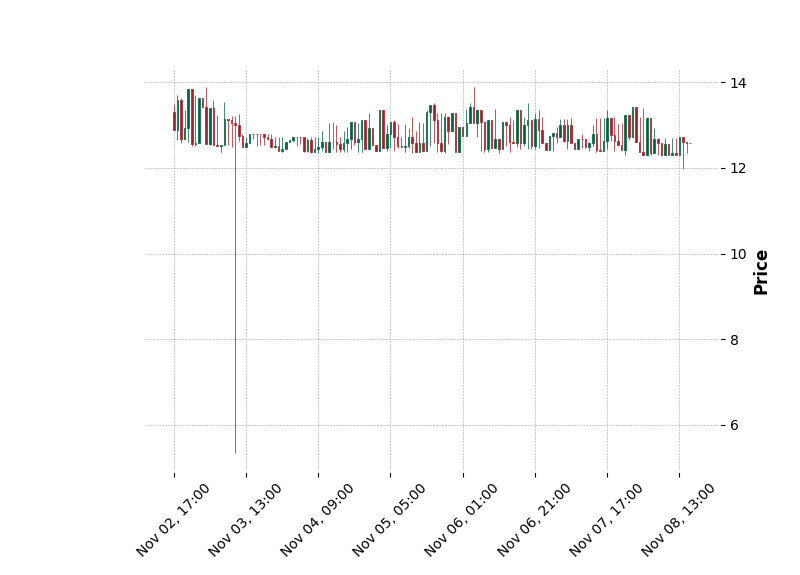 14
12
10
8
6
Price
Nov 02, 17:00
Nov 03, 13:00
Nov 04, 09:00
Nov 05, 05:00
Nov 06, 01:00
Nov 06, 21:00
Nov 07, 17:00
Nov 08, 13:00